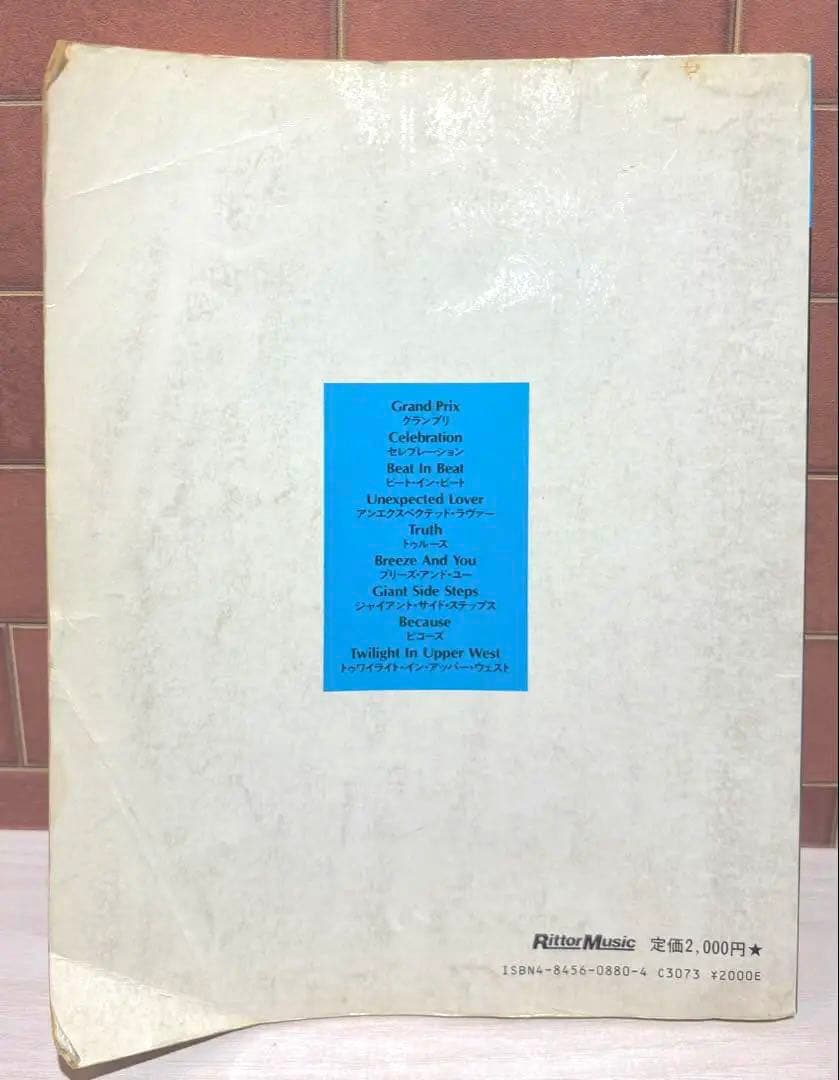 Grand Prix
グランプリ
Celebration
セレブレーション
Beat In Beat
ビート・イン・ビート
Unexpected Lover
アンエクスペクテッド・ラヴァー
Truth
トゥルース
Breeze And You
ブリーズ・アンド・ユー
Giant Side Steps
ジャイアント・サイド・ステップス
Because
ビコーズ
Twilight In Upper West
トゥワイライト・イン・アッパー・ウェスト
RittorMusic 定価2,000円★
ISBN4-8456-0880-4 C3073 ¥2000E